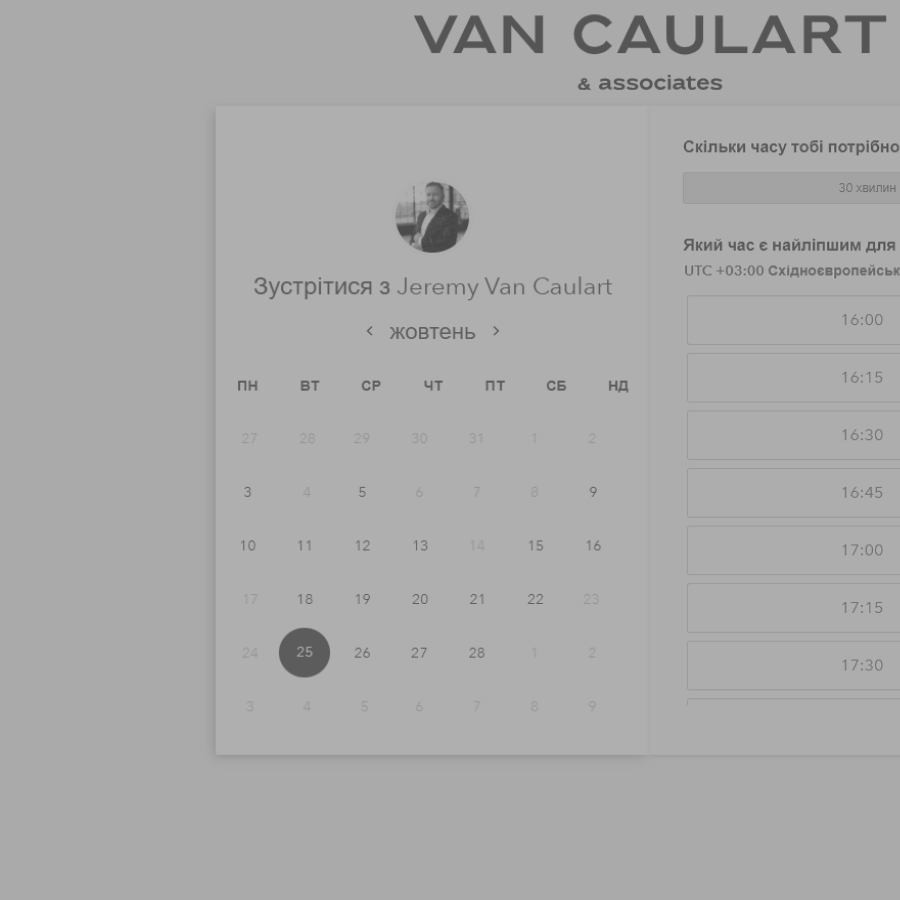 VAN CAULART
& associates
Зустрітися з Jeremy Van Caulart
жовтень
ПН ВТ СР ЧТ ПТ СБ НД
27 28 29 30 31 1 2
3 4 5 6 7 8 9
10 11 12 13 14 15 16
17 18 19 20 21 22 23
24 25 26 27 28 1 2
3 4 5 6 7 8 9
Скільки часу тобі потрібно
30 хвилин
Який час є найліпшим для
UTC +03:00 Східноєвропейськ
16:00
16:15
16:30
16:45
17:00
17:15
17:30